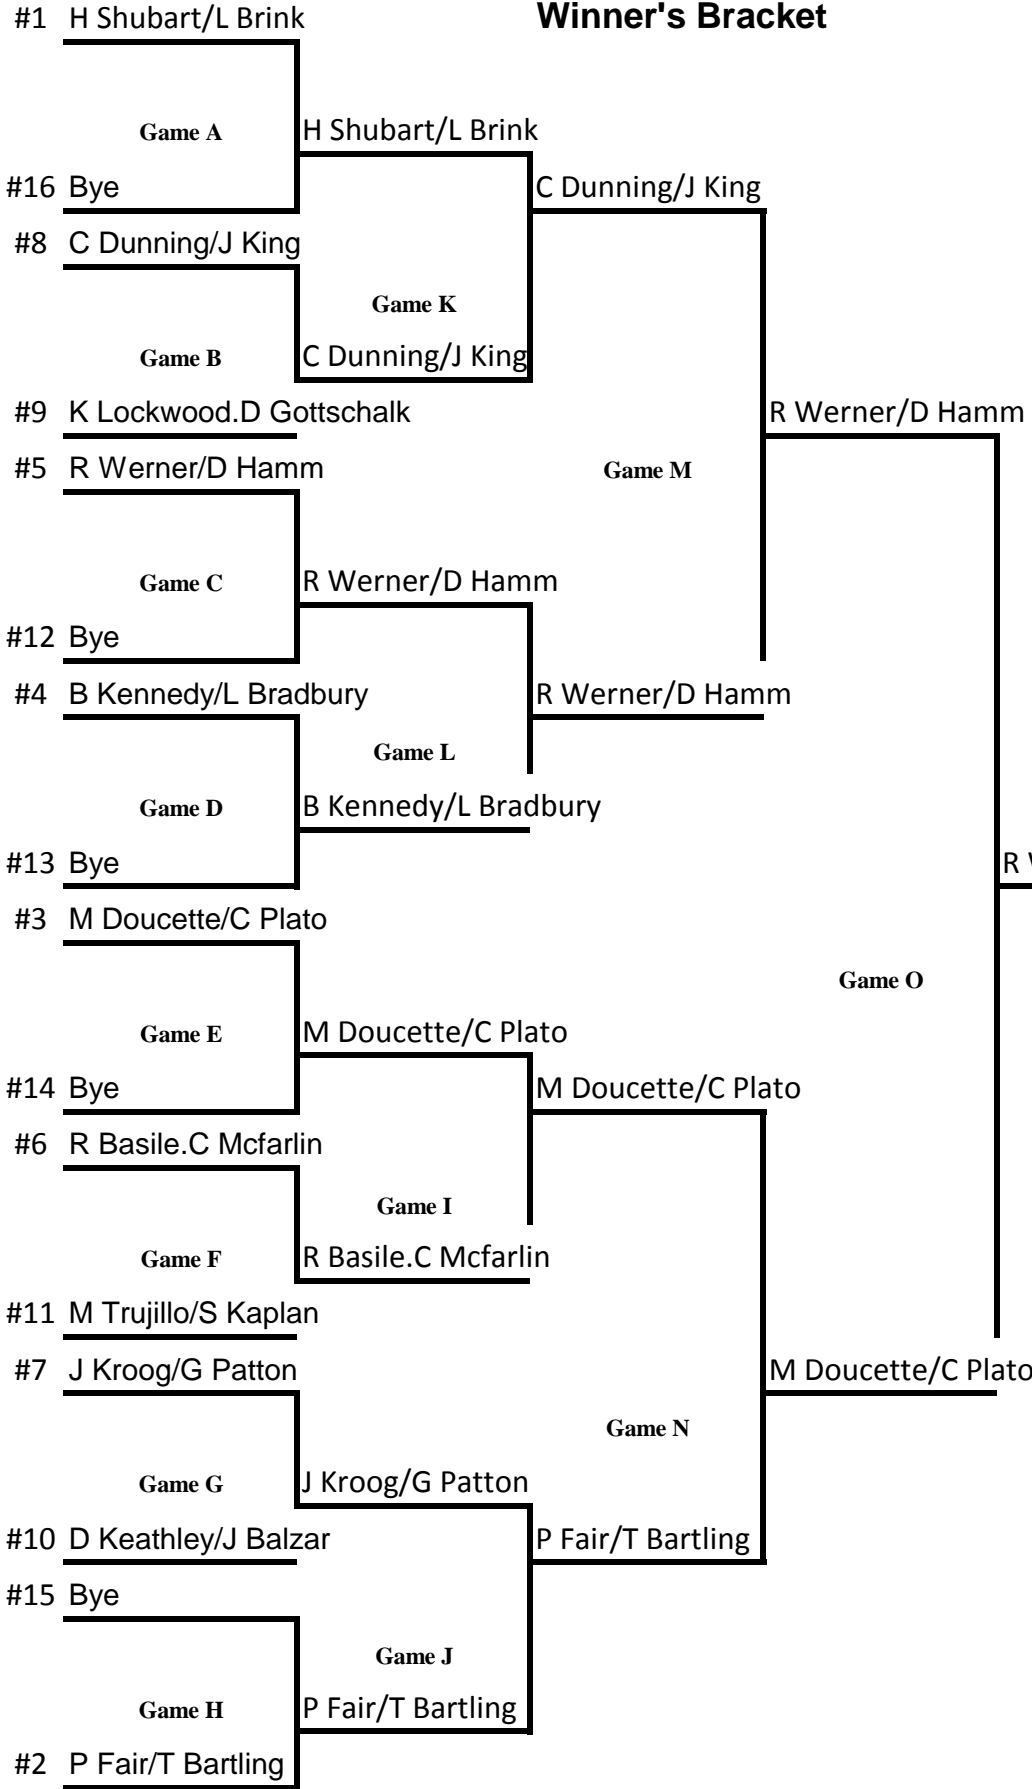 #1 H Shubart/L Brink Winner's Bracket
Game A H Shubart/L Brink
#16 Bye C Dunning/J King
#8 C Dunning/J King
Game K
Game B C Dunning/J King
#9 K Lockwood.D Gottschalk R Werner/D Hamm
#5 R Werner/D Hamm Game M
Game C R Werner/D Hamm
#12 Bye
#4 B Kennedy/L Bradbury R Werner/D Hamm
Game L
Game D B Kennedy/L Bradbury
#13 Bye R
#3 M Doucette/C Plato
Game O
Game E M Doucette/C Plato
#14 Bye M Doucette/C Plato
#6 R Basile.C Mcfarlin
Game I
Game F R Basile.C Mcfarlin
#11 M Trujillo/S Kaplan
#7 J Kroog/G Patton M Doucette/C Plato
Game N
Game G J Kroog/G Patton
#10 D Keathley/J Balzar P Fair/T Bartling
#15 Bye
Game J
Game H P Fair/T Bartling
#2 P Fair/T Bartling